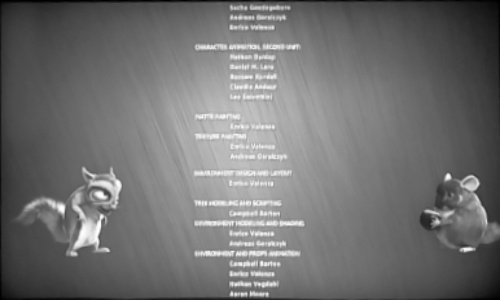 Sacha Goedegebure
Andreas Goralczyk
Enrico Valenza
CHARACTER ANIMATION, SECOND UNIT:
Nathan Dunlap
Daniel M. Lara
Bassam Kurdali
Claudio Andaur
Leo Salvemini
MATTE PAINTING
Enrico Valenza
TEXTURE PAINTING
Enrico Valenza
Andreas Goralczyk
ENVIRONMENT DESIGN AND LAYOUT
Enrico Valenza
TREE MODELING AND SCRIPTING
Campbell Barton
ENVIRONMENT MODELING AND SHADING
Enrico Valenza
Andreas Goralczyk
ENVIRONMENT AND PROPS ANIMATION
Campbell Barton
Enrico Valenza
Nathan Vegdahl
Aaron Moore